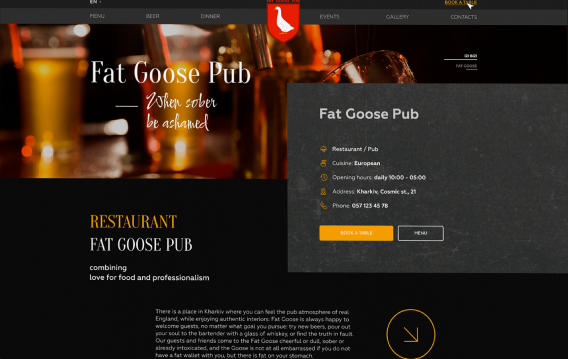 FAT GOOSE PUB
EN
BOOK A TABLE
MENU
BEER
DINNER
EVENTS
GALLERY
CONTACTS
Fat Goose Pub
When sober
be ashamed
FAT GOOSE
Fat Goose Pub
Restaurant / Pub
Cuisine: European
Opening hours: daily 10:00 - 05:00
Address: Kharkiv, Cosmic st., 21
Phone: 057 123 45 78
BOOK A TABLE
MENU
RESTAURANT
FAT GOOSE PUB
combining
love for food and professionalism
There is a place in Kharkiv where you can feel the pub atmosphere of real
England, while enjoying authentic interiors: Fat Goose is always happy to
welcome guests, no matter what goal you pursue: try new beers, pour out
your soul to the bartender with a glass of whiskey, or find the truth in fault.
Our guests and friends come to the Fat Goose cheerful or dull, sober or
already intoxicated, and the Goose is not at all embarrassed if you do not
have a fat wallet with you, but there is fat on your stomach.